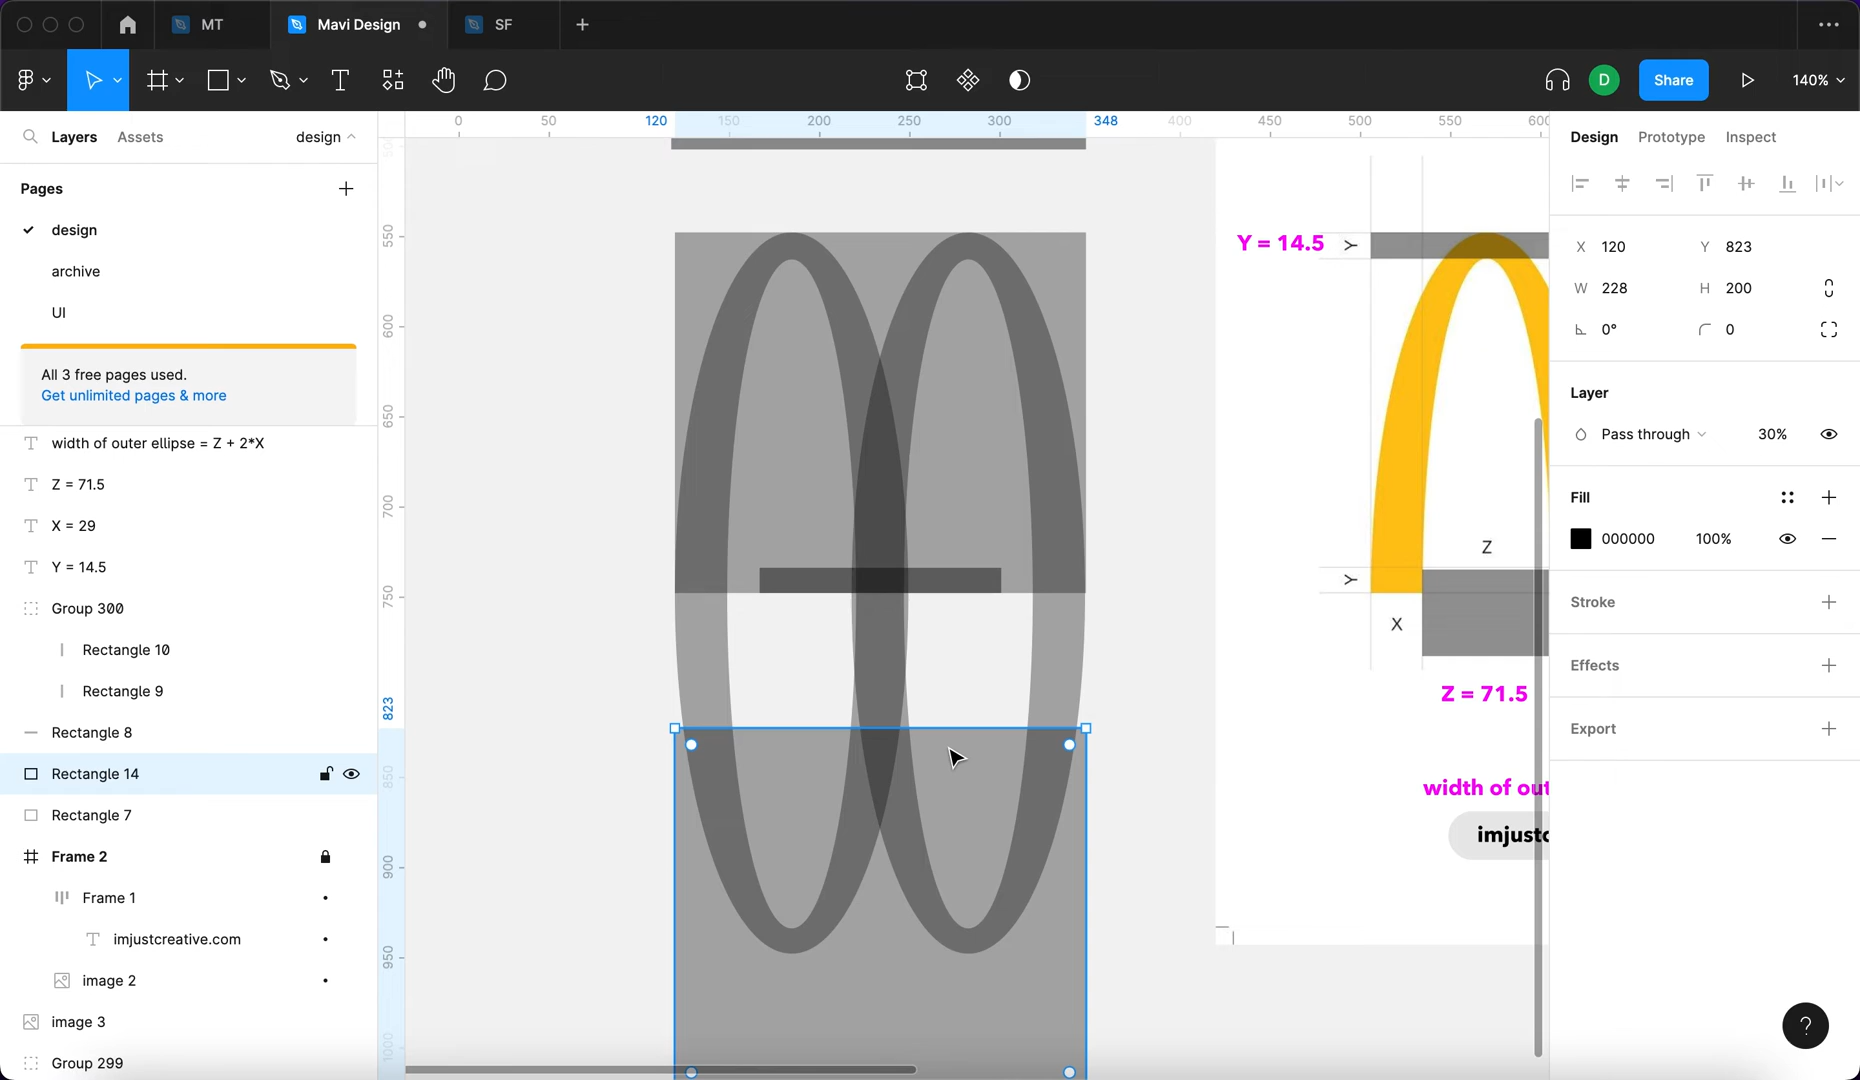 MT
Mavi Design
SF
D
Share
140%
Layers
Assets
design
Pages
design
archive
UI
All 3 free pages used.
Get unlimited pages & more
width of outer ellipse = Z + 2*X
Z = 71.5
X = 29
Y = 14.5
Group 300
Rectangle 10
Rectangle 9
Rectangle 8
Rectangle 14
Rectangle 7
Frame 2
Frame 1
imjustcreative.com
image 2
image 3
Group 299
0
50
120
150
200
250
300
348
400
450
500
550
600
550
600
650
700
750
823
850
900
950
1000
Y = 14.5
Y
Z
Y
X
Z = 71.5
width of out
imjustc
Design
Prototype
Inspect
X 120
Y 823
W 228
H 200
0°
0
Layer
Pass through
30%
Fill
000000
100%
Stroke
Effects
Export
?